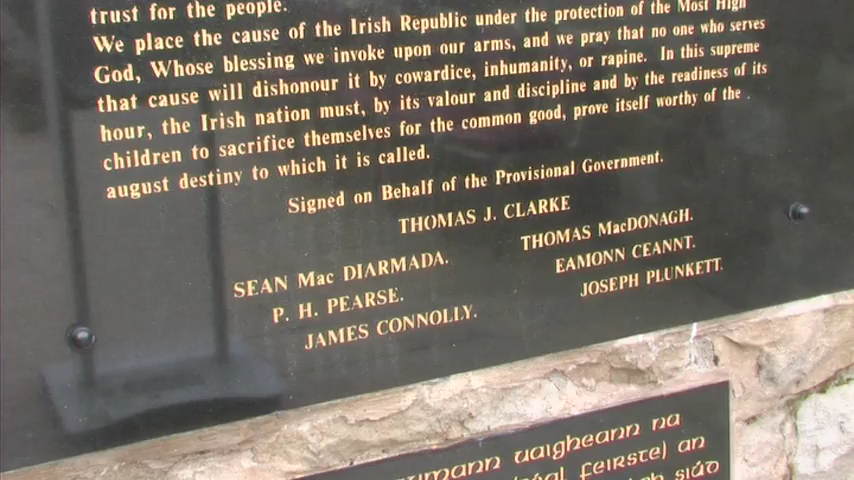 trust for the people.
We place the cause of the Irish Republic under the protection of the Most High
God, Whose blessing we invoke upon our arms, and we pray that no one who serves
that cause will dishonour it by cowardice, inhumanity, or rapine. In this supreme
hour, the Irish nation must, by its valour and discipline and by the readiness of its
children to sacrifice themselves for the common good, prove itself worthy of the
august destiny to which it is called.
Signed on Behalf of the Provisional Government.
THOMAS J. CLARKE
SEAN Mac DIARMADA.
THOMAS MacDONAGH.
P. H. PEARSE.
EAMONN CEANNT.
JAMES CONNOLLY.
JOSEPH PLUNKETT.
uaigheann na
feirste) an
siúd